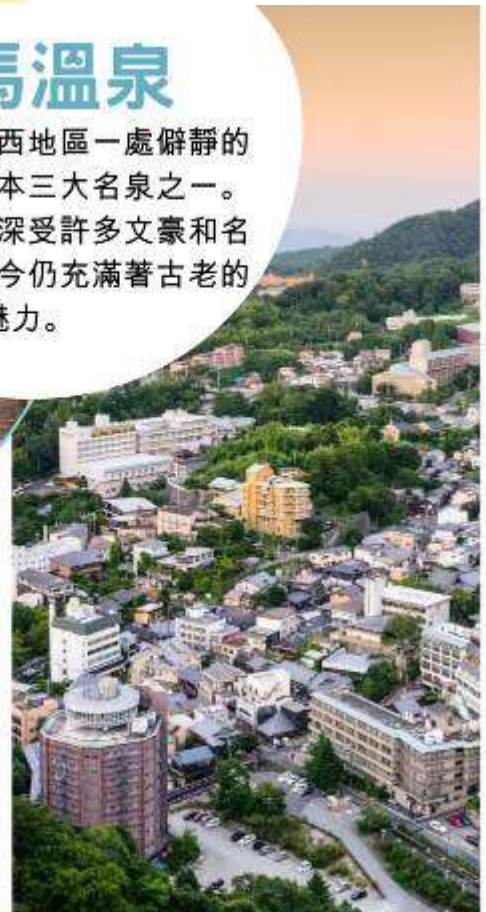 馬溫泉
西地區一處僻靜的
本三大名泉之一。
深受許多文豪和名
今仍充滿著古老的
魅力。